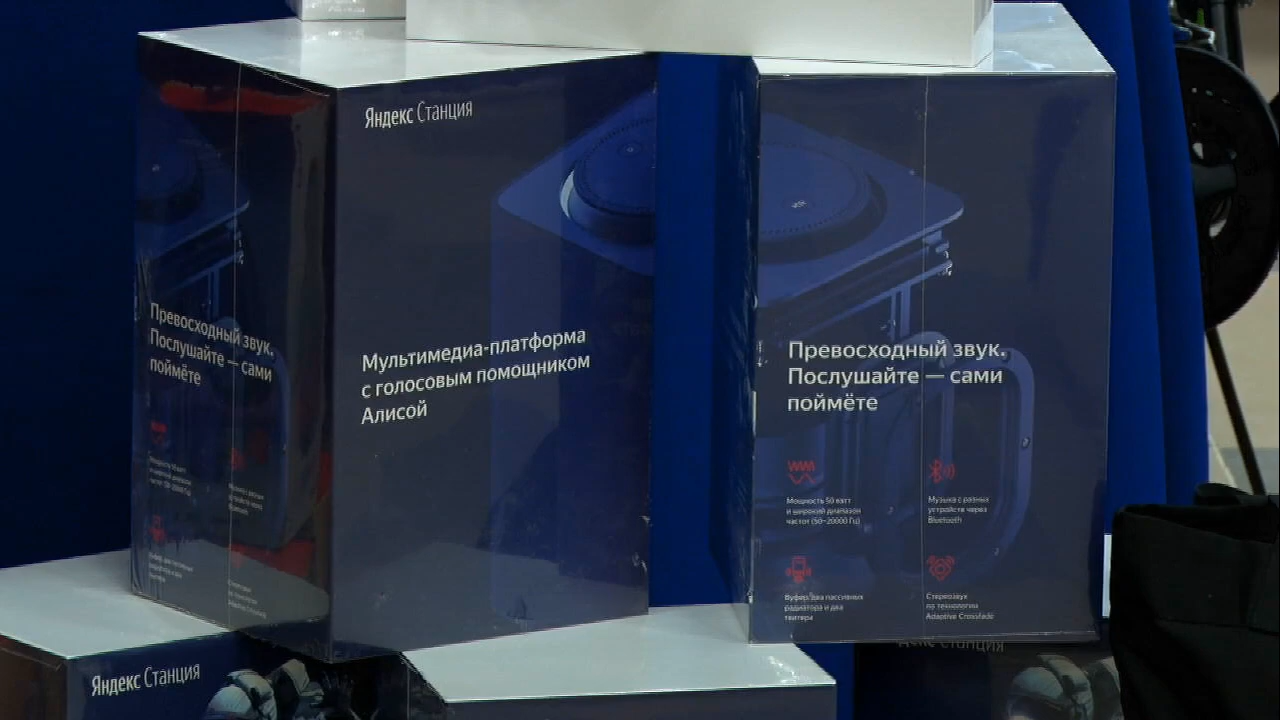 Яндекс Станция
Мультимедиа-платформа
с голосовым помощником
Алисой
Превосходный звук.
Послушайте — сами
поймёте
Превосходный звук.
Послушайте — сами
поймёте
Мощность 50 ватт
и широкий диапазон
частот (50–20000 Гц)
Музыка с разных
устройств через
Bluetooth
Вуфер, два пассивных
радиатора и два
твитера
Стереозвук
по технологии
Adaptive Crossfade
Яндекс Станция
Станция